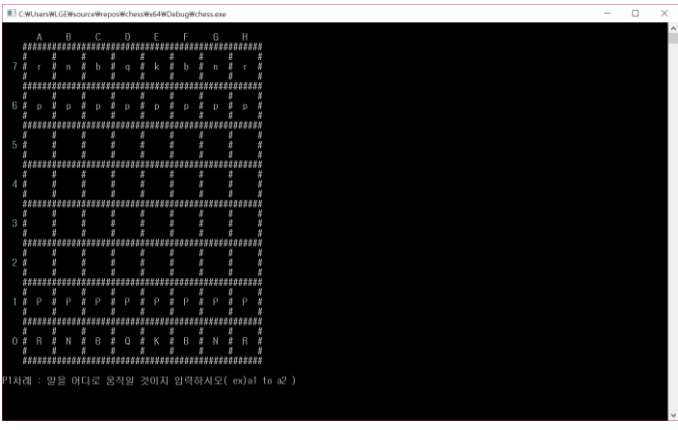 C:₩Users₩LGE₩source₩repos₩chess₩x64₩Debug₩chess.exe
A B C D E F G H
#########################################
# # # # # # # # #
7 # r # n # b # q # k # b # n # r #
# # # # # # # # #
#########################################
# # # # # # # # #
6 # p # p # p # p # p # p # p # p #
# # # # # # # # #
#########################################
# # # # # # # # #
5 # # # # # # # # #
# # # # # # # # #
#########################################
# # # # # # # # #
4 # # # # # # # # #
# # # # # # # # #
#########################################
# # # # # # # # #
3 # # # # # # # # #
# # # # # # # # #
#########################################
# # # # # # # # #
2 # # # # # # # # #
# # # # # # # # #
#########################################
# # # # # # # # #
1 # P # P # P # P # P # P # P # P #
# # # # # # # # #
#########################################
# # # # # # # # #
0 # R # N # B # Q # K # B # N # R #
# # # # # # # # #
#########################################
P1차례 : 말을 어디로 움직일 것이지 입력하시오( ex)a1 to a2 )